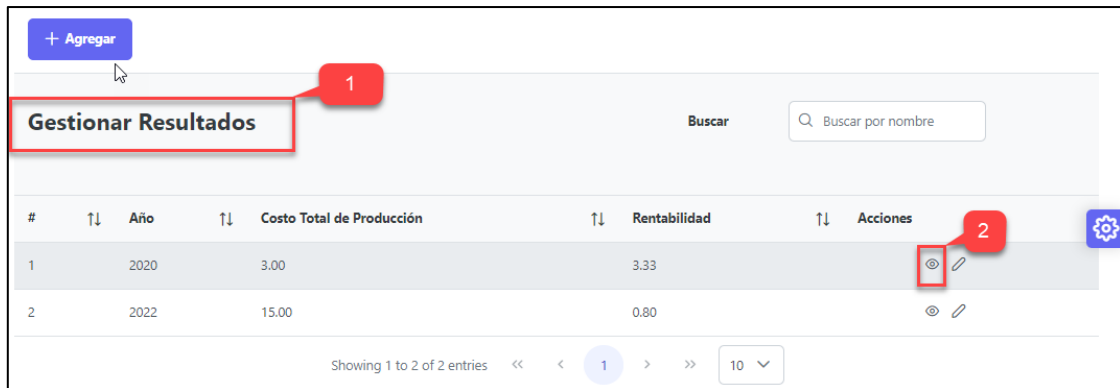 + Agregar
1
Gestionar Resultados
Buscar
Buscar por nombre
# Año Costo Total de Producción Rentabilidad Acciones
2
1 2020 3.00 3.33
2 2022 15.00 0.80
Showing 1 to 2 of 2 entries << < 1 > >> 10